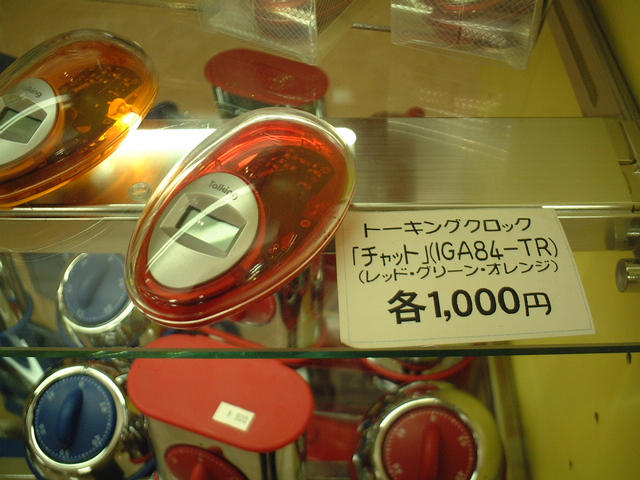 Talking
Talking
トーキングクロック
「チャット」(IGA84-TR)
(レッド・グリーン・オレンジ)
各1,000円